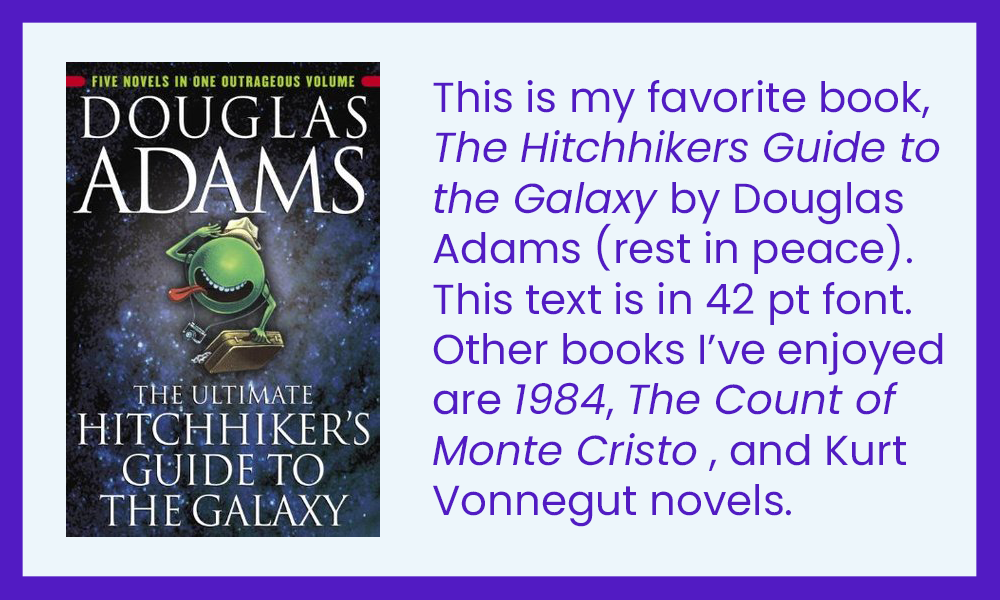 FIVE NOVELS IN ONE OUTRAGEOUS VOLUME
DOUGLAS
ADAMS
THE ULTIMATE
HITCHHIKER'S
GUIDE TO
THE GALAXY
This is my favorite book,
The Hitchhikers Guide to
the Galaxy by Douglas
Adams (rest in peace).
This text is in 42 pt font.
Other books I’ve enjoyed
are 1984, The Count of
Monte Cristo , and Kurt
Vonnegut novels.